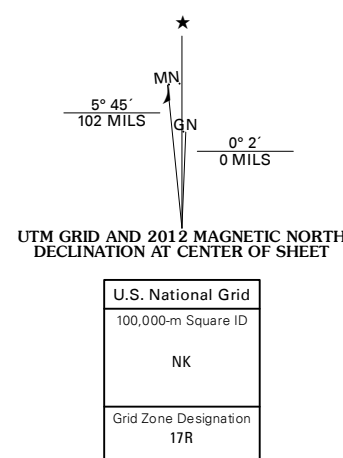 ★
MN
5° 45´
102 MILS
GN
0° 2´
0 MILS
UTM GRID AND 2012 MAGNETIC NORTH
DECLINATION AT CENTER OF SHEET
U.S. National Grid
100,000-m Square ID
NK
Grid Zone Designation
17R